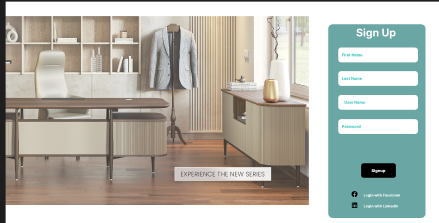 Sign Up
First Name
Last Name
User Name
Password
EXPERIENCE THE NEW SERIES
Signup
Login with Facebook
Login with LinkedIn